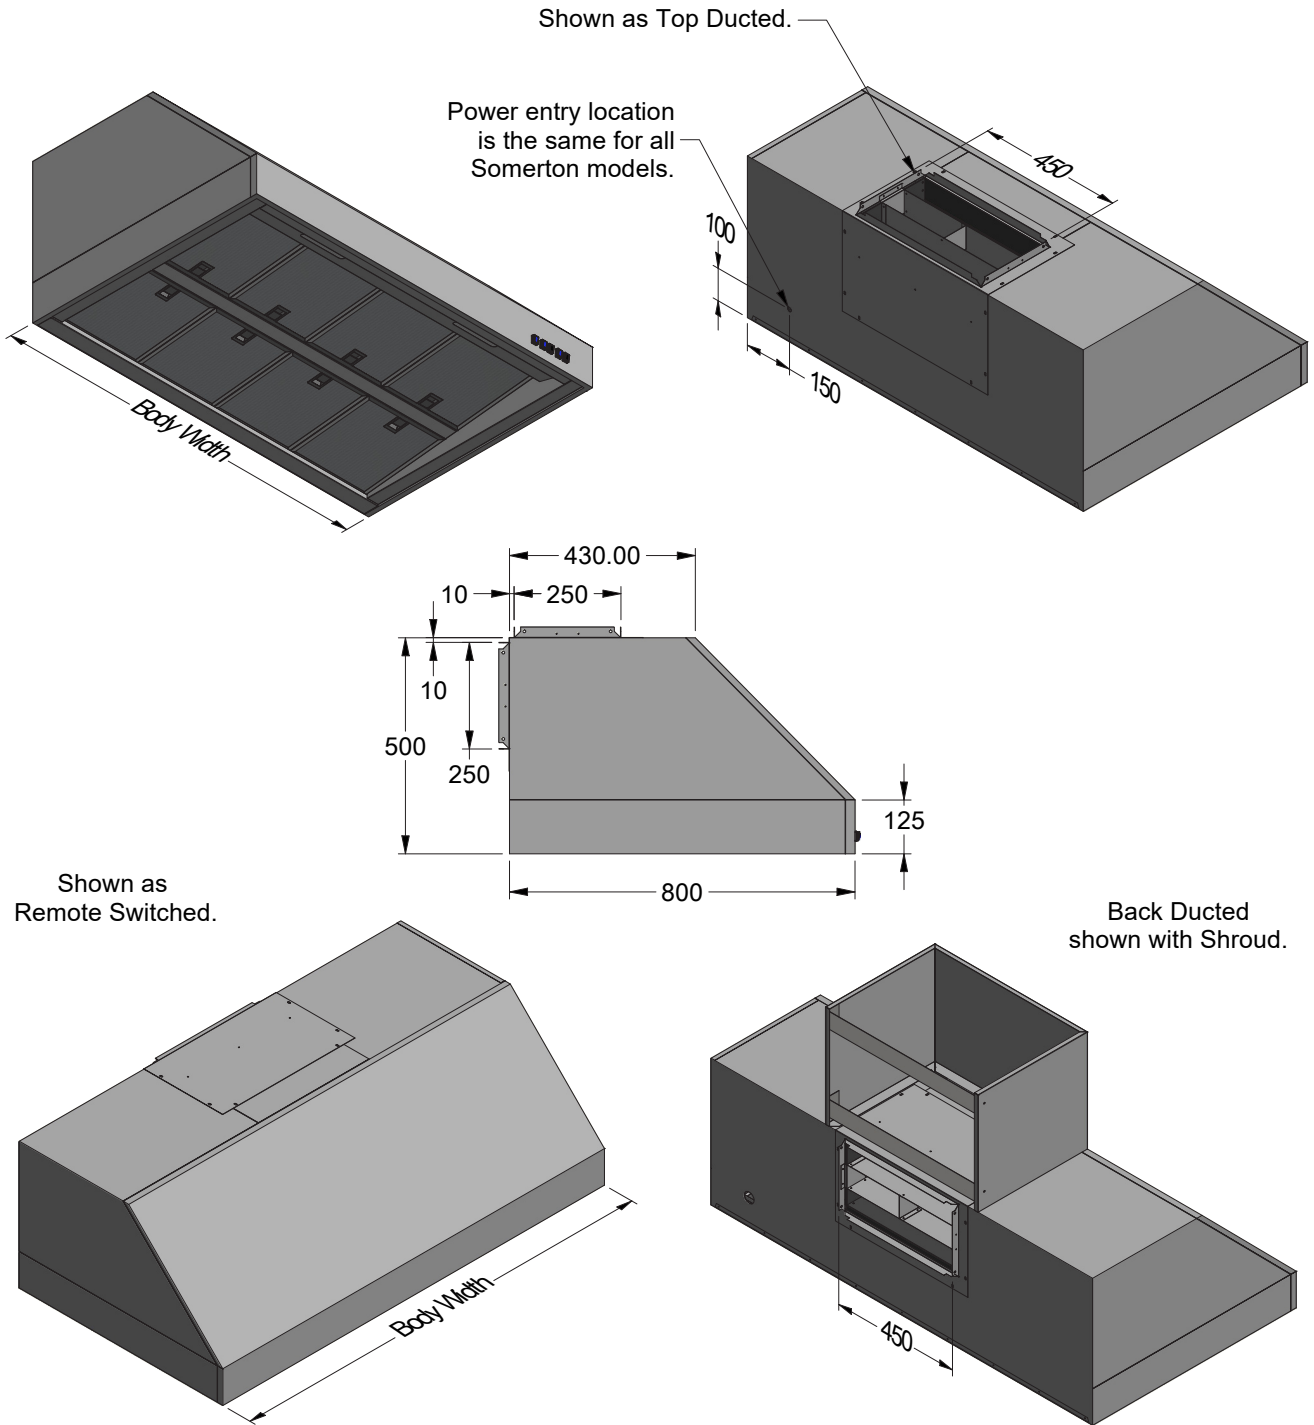 Shown as Top Ducted.
Power entry location
is the same for all
Somerton models.
450
100
150
Body Width
430.00
10
250
10
500
250
125
800
Shown as
Remote Switched.
Back Ducted
shown with Shroud.
Body Width
450